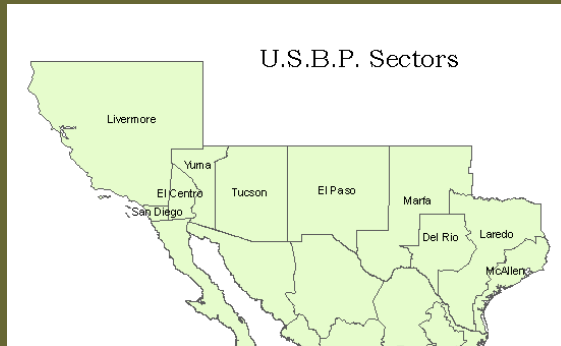 U.S.B.P. Sectors
Livermore
Yuma
El Centro
Tucson
El Paso
Marfa
San Diego
Del Rio
Laredo
McAllen